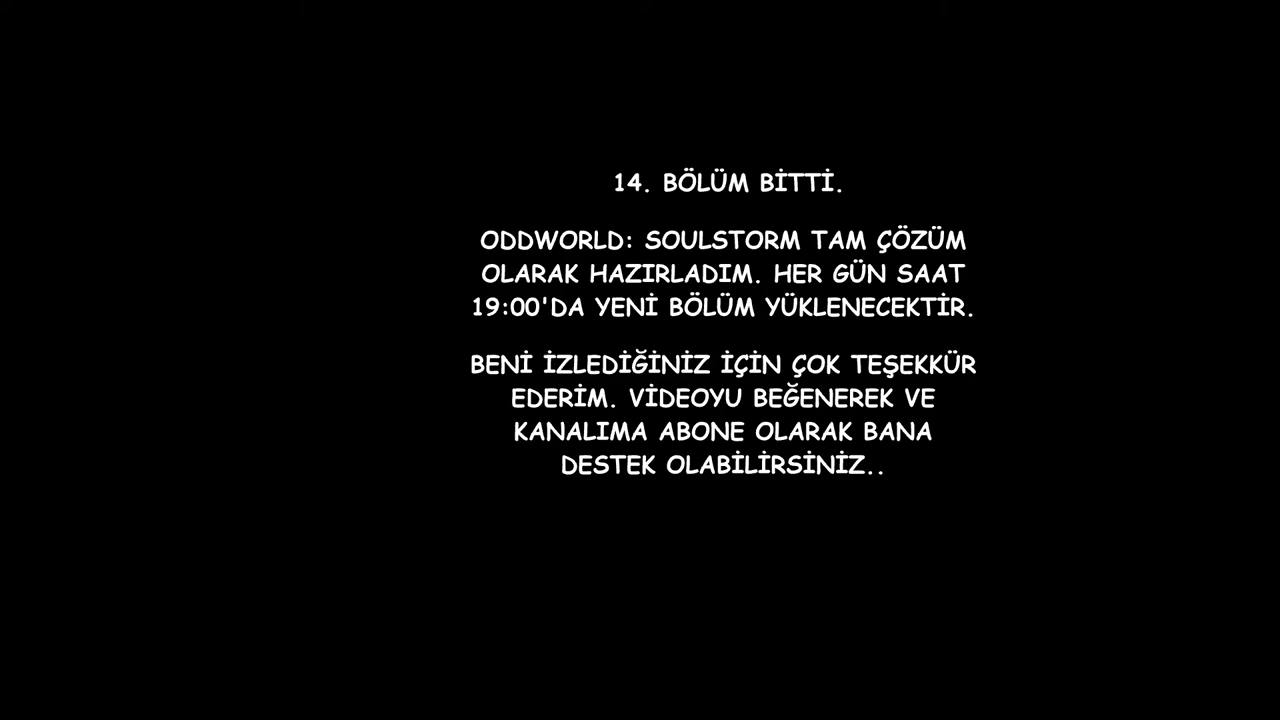 14. BÖLÜM BİTTİ.
ODDWORLD: SOULSTORM TAM ÇÖZÜM
OLARAK HAZIRLADIM. HER GÜN SAAT
19:00'DA YENİ BÖLÜM YÜKLENECEKTİR.
BENİ İZLEDİĞİNİZ İÇİN ÇOK TEŞEKKÜR
EDERİM. VİDEOYU BEĞENEREK VE
KANALIMA ABONE OLARAK BANA
DESTEK OLABİLİRSİNİZ..